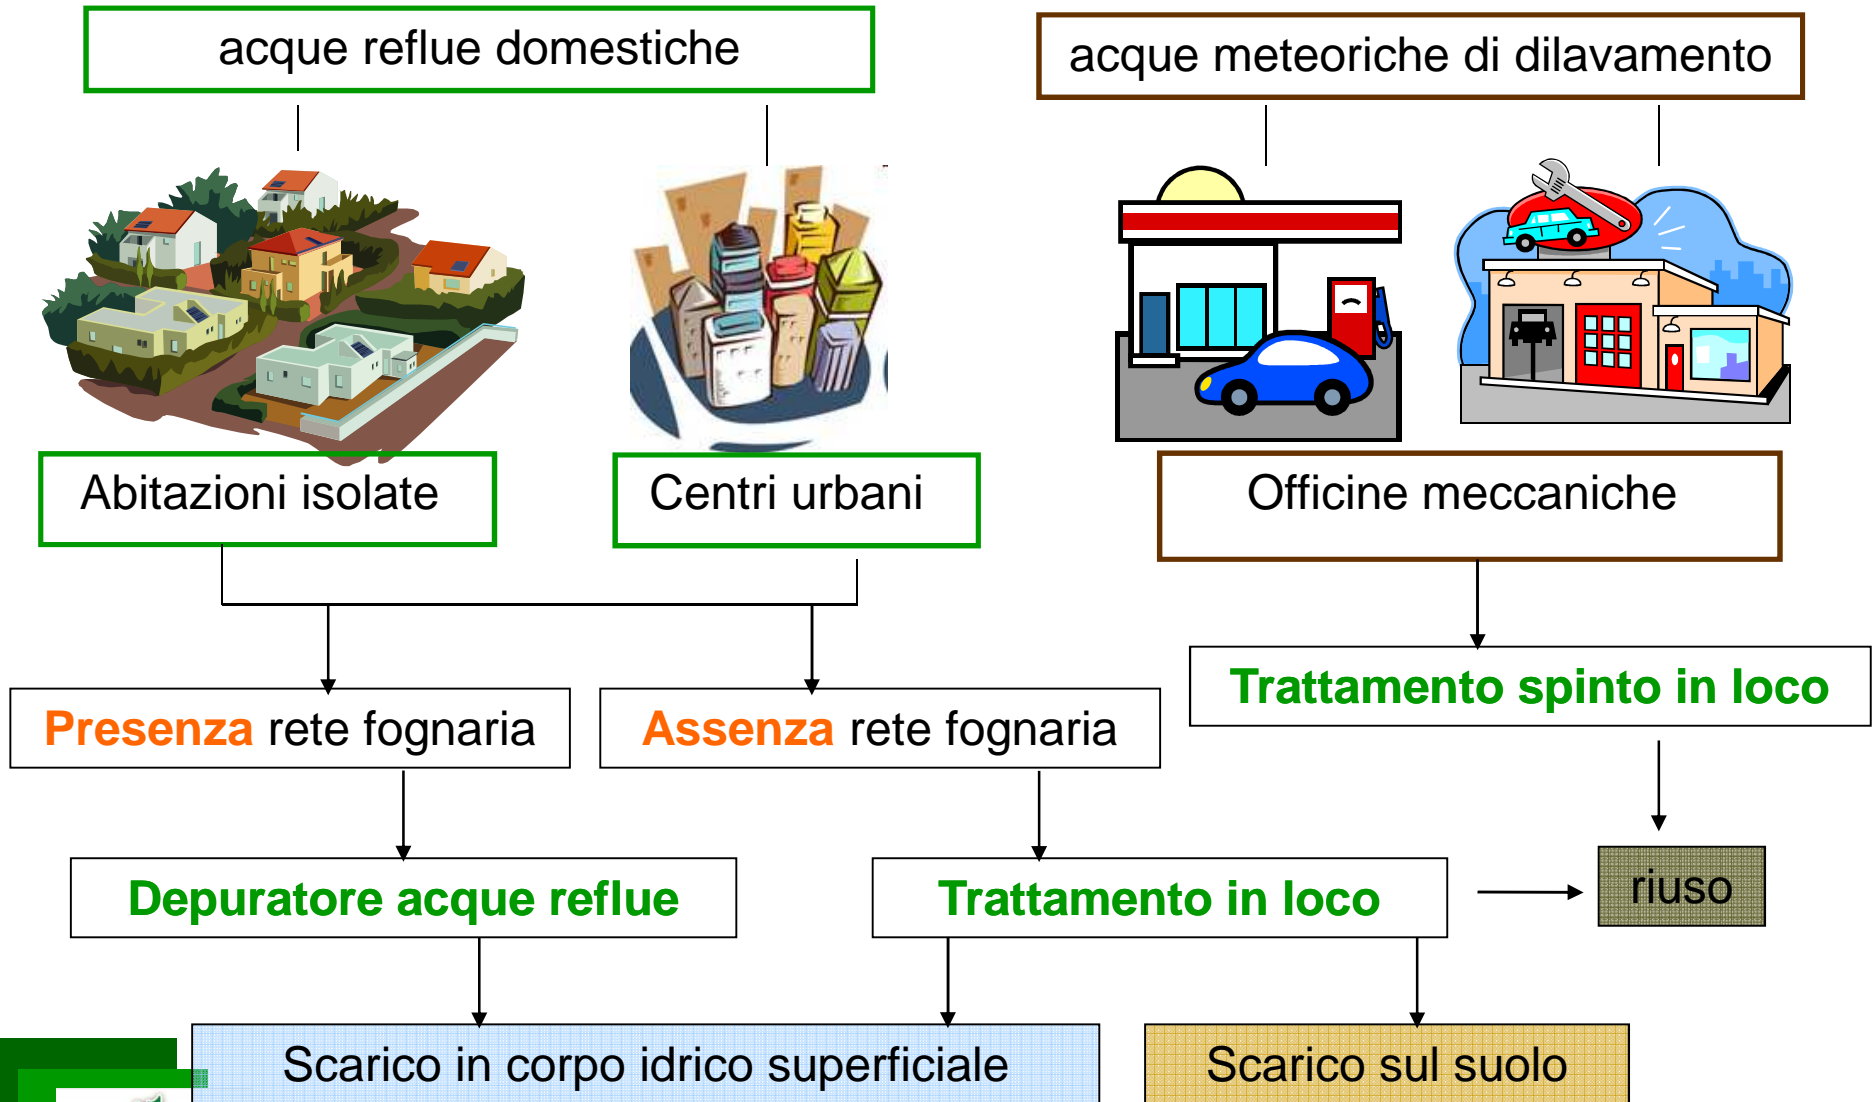 acque reflue domestiche
acque meteoriche di dilavamento
Abitazioni isolate
Centri urbani
Officine meccaniche
Trattamento spinto in loco
Presenza rete fognaria
Assenza rete fognaria
Depuratore acque reflue
Trattamento in loco
riuso
Scarico in corpo idrico superficiale
Scarico sul suolo